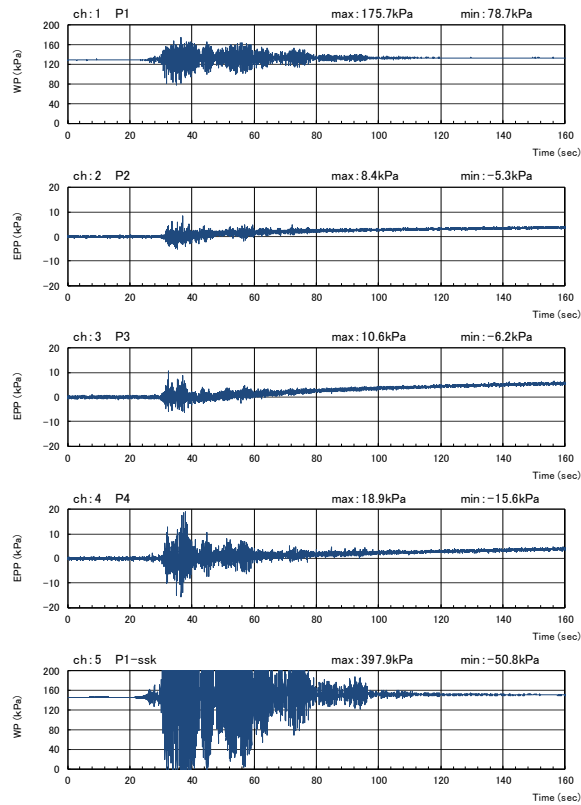 ch:1 P1 max:175.7kPa min:78.7kPa
200
160
120
80
40
0
WP (kPa)
0 20 40 60 80 100 120 140 160
Time (sec)
ch:2 P2 max:8.4kPa min:-5.3kPa
20
10
0
-10
-20
EPP (kPa)
0 20 40 60 80 100 120 140 160
Time (sec)
ch:3 P3 max:10.6kPa min:-6.2kPa
20
10
0
-10
-20
EPP (kPa)
0 20 40 60 80 100 120 140 160
Time (sec)
ch:4 P4 max:18.9kPa min:-15.6kPa
20
10
0
-10
-20
EPP (kPa)
0 20 40 60 80 100 120 140 160
Time (sec)
ch:5 P1-ssk max:397.9kPa min:-50.8kPa
200
160
120
80
40
0
WP (kPa)
0 20 40 60 80 100 120 140 160
Time (sec)